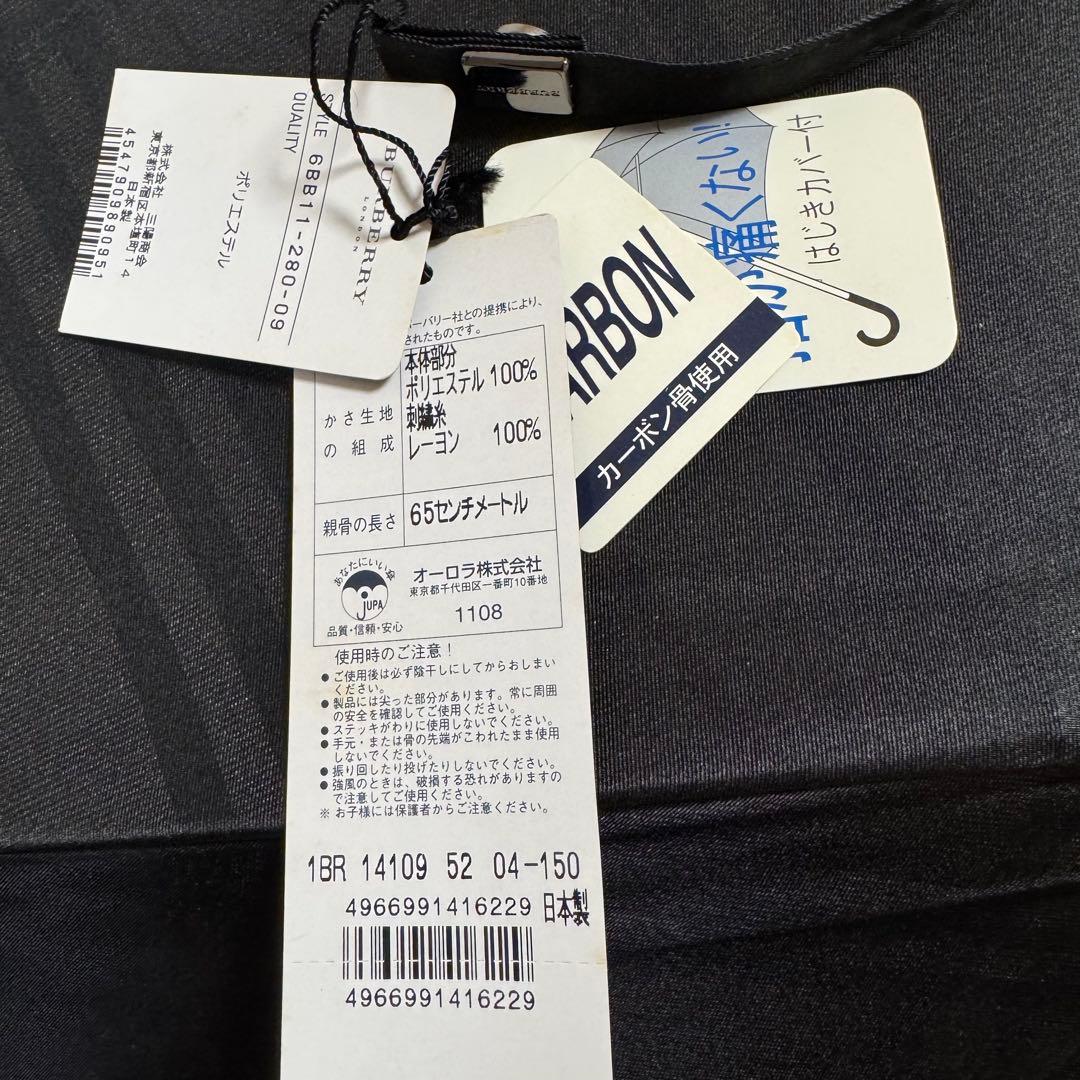 BURBERRY
LONDON
STYLE 6BB11-280-09
QUALITY
ポリエステル
株式会社 三陽商会
東京都新宿区本塩町14
日本製
4547909890951
BURBERRY
痛くない!
はじきカバー付
ARBON
カーボン骨使用
ーバリー社との提携により、
されたものです。
かさ生地
の組成
本体部分
ポリエステル 100%
刺繍糸
レーヨン 100%
親骨の長さ
65センチメートル
あなたにいい傘
JUPA
品質・信頼・安心
オーロラ株式会社
東京都千代田区一番町10番地
1108
使用時のご注意!
● ご使用後は必ず陰干しにしてからおしまい
ください。
● 製品には尖った部分があります。常に周囲
の安全を確認してご使用ください。
● ステッキがわりに使用しないでください。
● 手元・または骨の先端がこわれたまま使用
しないでください。
● 振り回したり投げたりしないでください。
● 強風のときは、破損する恐れがありますの
で注意してご使用ください。
※ お子様には保護者からご注意ください。
1BR 14109 52 04-150
4966991416229 日本製
4966991416229